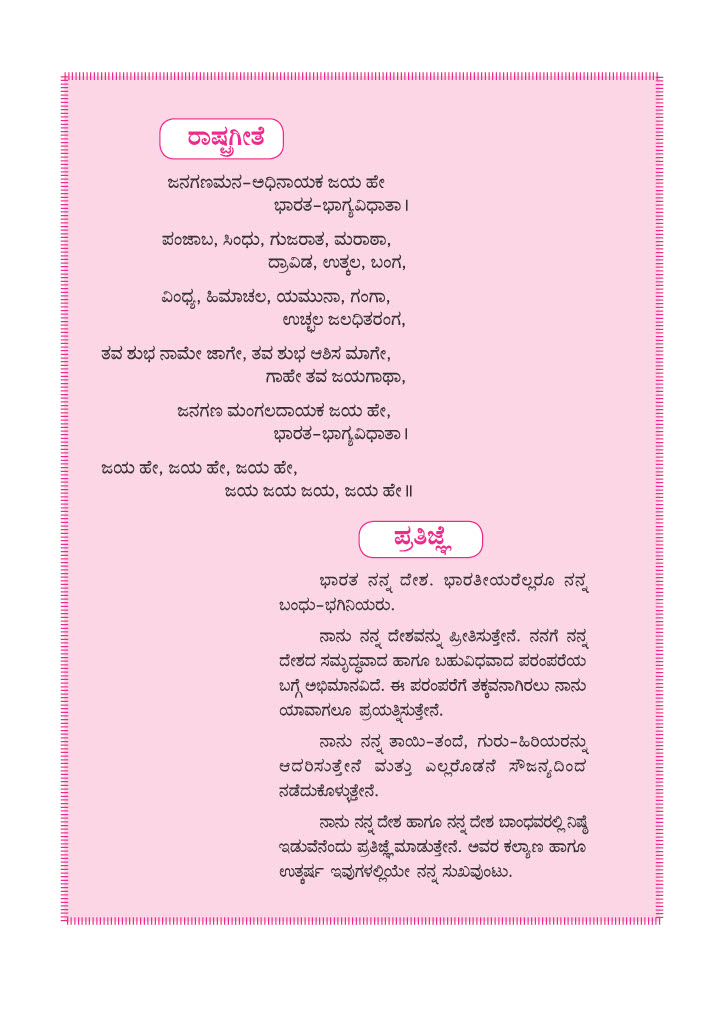 ರಾಷ್ಟ್ರಗೀತೆ
ಜನಗಣಮನ-ಅಧಿನಾಯಕ ಜಯ ಹೇ
ಭಾರತ-ಭಾಗ್ಯವಿಧಾತಾ।
ಪಂಜಾಬ, ಸಿಂಧು, ಗುಜರಾತ, ಮರಾಠಾ,
ದ್ರಾವಿಡ, ಉತ್ಕಲ, ಬಂಗ,
ವಿಂಧ್ಯ, ಹಿಮಾಚಲ, ಯಮುನಾ, ಗಂಗಾ,
ಉಚ್ಛಲ ಜಲಧಿತರಂಗ,
ತವ ಶುಭ ನಾಮೇ ಜಾಗೇ, ತವ ಶುಭ ಆಶಿಸ ಮಾಗೇ,
ಗಾಹೇ ತವ ಜಯಗಾಥಾ,
ಜನಗಣ ಮಂಗಲದಾಯಕ ಜಯ ಹೇ,
ಭಾರತ-ಭಾಗ್ಯವಿಧಾತಾ।
ಜಯ ಹೇ, ಜಯ ಹೇ, ಜಯ ಹೇ,
ಜಯ ಜಯ ಜಯ, ಜಯ ಹೇ॥
ಪ್ರತಿಜ್ಞೆ
ಭಾರತ ನನ್ನ ದೇಶ. ಭಾರತೀಯರೆಲ್ಲರೂ ನನ್ನ
ಬಂಧು-ಭಗಿನಿಯರು.
ನಾನು ನನ್ನ ದೇಶವನ್ನು ಪ್ರೀತಿಸುತ್ತೇನೆ. ನನಗೆ ನನ್ನ
ದೇಶದ ಸಮೃದ್ಧವಾದ ಹಾಗೂ ಬಹುವಿಧವಾದ ಪರಂಪರೆಯ
ಬಗ್ಗೆ ಅಭಿಮಾನವಿದೆ. ಈ ಪರಂಪರೆಗೆ ತಕ್ಕವನಾಗಿರಲು ನಾನು
ಯಾವಾಗಲೂ ಪ್ರಯತ್ನಿಸುತ್ತೇನೆ.
ನಾನು ನನ್ನ ತಾಯಿ-ತಂದೆ, ಗುರು-ಹಿರಿಯರನ್ನು
ಆದರಿಸುತ್ತೇನೆ ಮತ್ತು ಎಲ್ಲರೊಡನೆ ಸೌಜನ್ಯದಿಂದ
ನಡೆದುಕೊಳ್ಳುತ್ತೇನೆ.
ನಾನು ನನ್ನ ದೇಶ ಹಾಗೂ ನನ್ನ ದೇಶ ಬಾಂಧವರಲ್ಲಿ ನಿಷ್ಠೆ
ಇಡುವೆನೆಂದು ಪ್ರತಿಜ್ಞೆ ಮಾಡುತ್ತೇನೆ. ಅವರ ಕಲ್ಯಾಣ ಹಾಗೂ
ಉತ್ಕರ್ಷ ಇವುಗಳಲ್ಲಿಯೇ ನನ್ನ ಸುಖವುಂಟು.